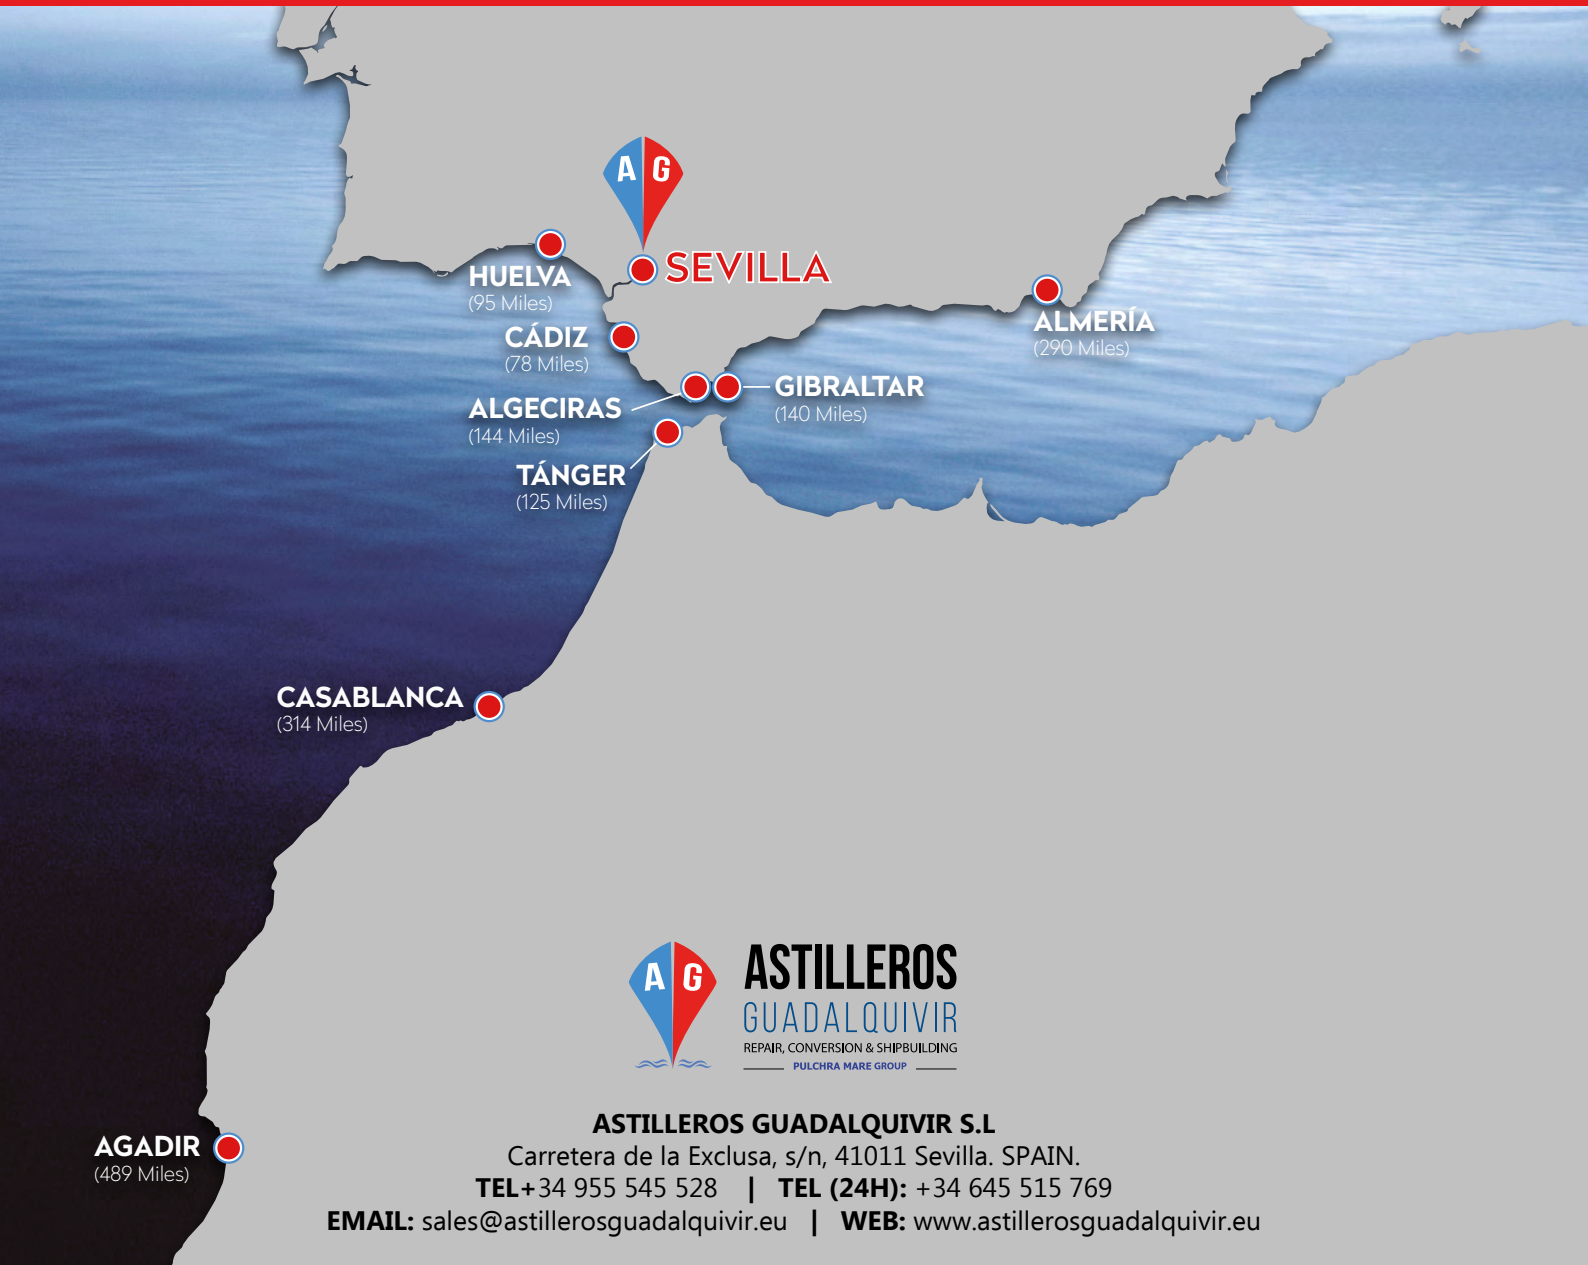 A G
SEVILLA
HUELVA
(95 Miles)
CÁDIZ
(78 Miles)
ALMERÍA
(290 Miles)
ALGECIRAS
(144 Miles)
GIBRALTAR
(140 Miles)
TÁNGER
(125 Miles)
CASABLANCA
(314 Miles)
AGADIR
(489 Miles)
A G
ASTILLEROS
GUADALQUIVIR
REPAIR, CONVERSION & SHIPBUILDING
PULCHRA MARE GROUP
ASTILLEROS GUADALQUIVIR S.L
Carretera de la Exclusa, s/n, 41011 Sevilla. SPAIN.
TEL+34 955 545 528 | TEL (24H): +34 645 515 769
EMAIL: sales@astillerosguadalquivir.eu | WEB: www.astillerosguadalquivir.eu